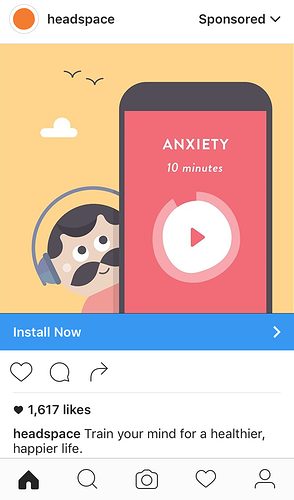 headspace
Sponsored
ANXIETY
10 minutes
Install Now
1,617 likes
headspace Train your mind for a healthier,
happier life.